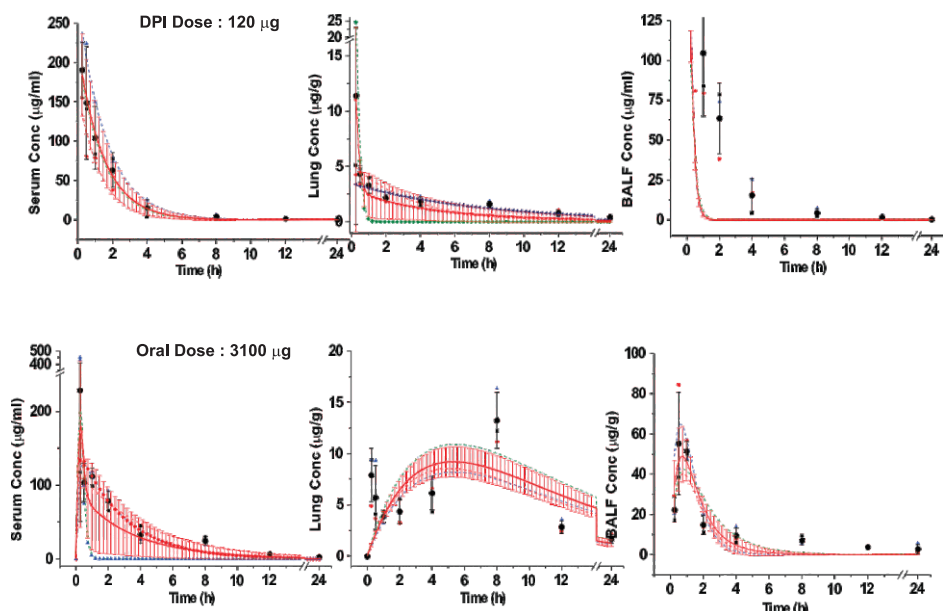 DPI Dose : 120 μg
Serum Conc (μg/ml)
250
200
150
100
50
0
0 2 4 6 8 10 12 24
Time (h)
Lung Conc (μg/g)
25
20
15
10
5
0
0 2 4 6 8 10 12 24
Time (h)
BALF Conc (μg/ml)
125
100
75
50
25
0
0 2 4 6 8 10 12 24
Time (h)
Oral Dose : 3100 μg
Serum Conc (μg/ml)
500
400
200
100
0
0 2 4 6 8 10 12 24
Time (h)
Lung Conc (μg/g)
20
15
10
5
0
0 2 4 6 8 10 12 24
Time (h)
BALF Conc (μg/g)
100
80
60
40
20
0
0 2 4 6 8 10 12 24
Time (h)